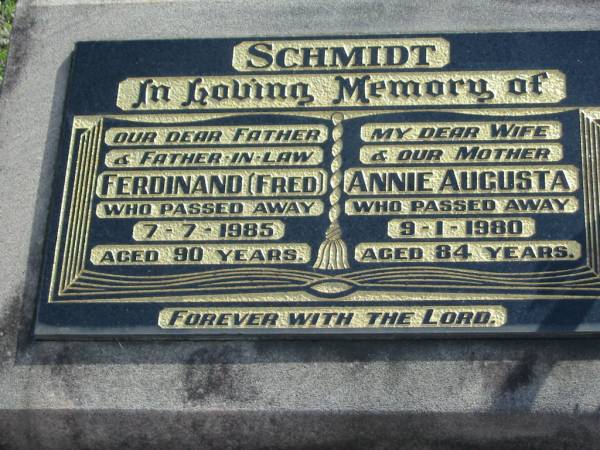 SCHMIDT
In Loving Memory of
OUR DEAR FATHER
& FATHER-IN-LAW
FERDINAND (FRED)
WHO PASSED AWAY
7-7-1985
AGED 90 YEARS.
MY DEAR WIFE
& OUR MOTHER
ANNIE AUGUSTA
WHO PASSED AWAY
9-1-1980
AGED 84 YEARS.
FOREVER WITH THE LORD.